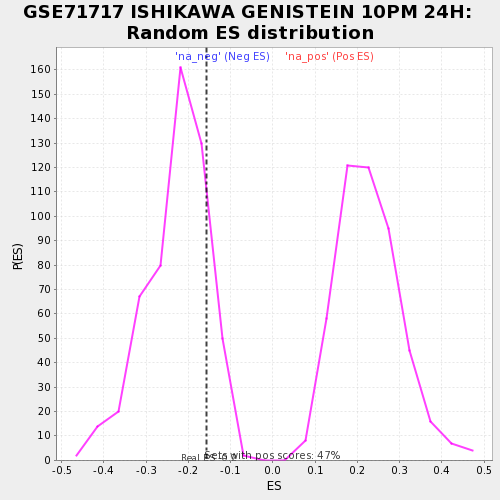 GSE71717 ISHIKAWA GENISTEIN 10PM 24H:
Random ES distribution
'na_neg' (Neg ES) 'na_pos' (Pos ES)
P(ES)
160
150
140
130
120
110
100
90
80
70
60
50
40
30
20
10
0
Sets with pos scores: 47%
Real ES
-0.5 -0.4 -0.3 -0.2 -0.1 0.0 0.1 0.2 0.3 0.4 0.5
ES